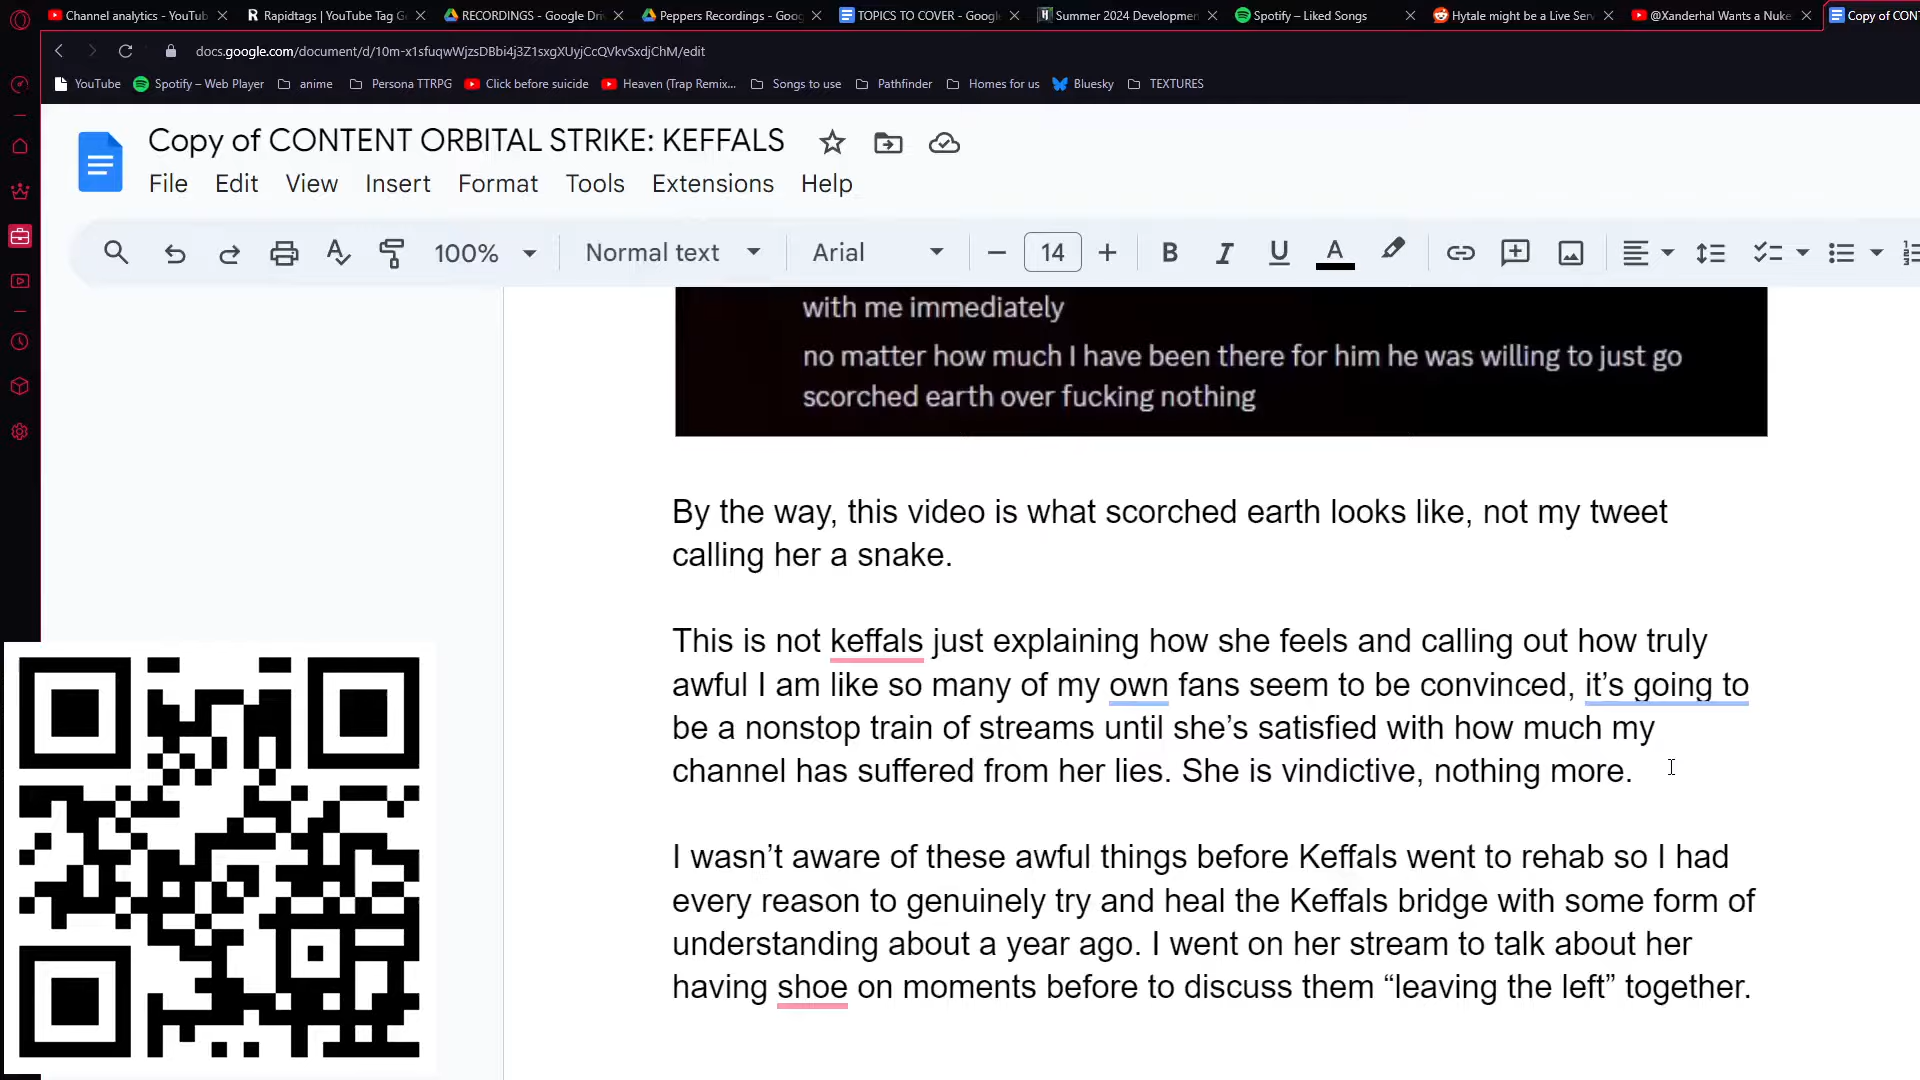 Channel analytics - YouTub
Rapidtags | YouTube Tag G
RECORDINGS - Google Driv
Peppers Recordings - Goog
TOPICS TO COVER - Google
Summer 2024 Developmen
Spotify – Liked Songs
Hytale might be a Live Serv
@Xanderhal Wants a Nuke
Copy of CONT
docs.google.com/document/d/10m-x1sfuqwWjzsDBbi4j3Z1sxgXUyjCcQVkvSxdjChM/edit
YouTube
Spotify – Web Player
anime
Persona TTRPG
Click before suicide
Heaven (Trap Remix...
Songs to use
Pathfinder
Homes for us
Bluesky
TEXTURES
Copy of CONTENT ORBITAL STRIKE: KEFFALS
File Edit View Insert Format Tools Extensions Help
100% Normal text Arial 14 B I U A
with me immediately
no matter how much I have been there for him he was willing to just go
scorched earth over fucking nothing
By the way, this video is what scorched earth looks like, not my tweet
calling her a snake.
This is not keffals just explaining how she feels and calling out how truly
awful I am like so many of my own fans seem to be convinced, it’s going to
be a nonstop train of streams until she’s satisfied with how much my
channel has suffered from her lies. She is vindictive, nothing more.
I wasn’t aware of these awful things before Keffals went to rehab so I had
every reason to genuinely try and heal the Keffals bridge with some form of
understanding about a year ago. I went on her stream to talk about her
having shoe on moments before to discuss them “leaving the left” together.